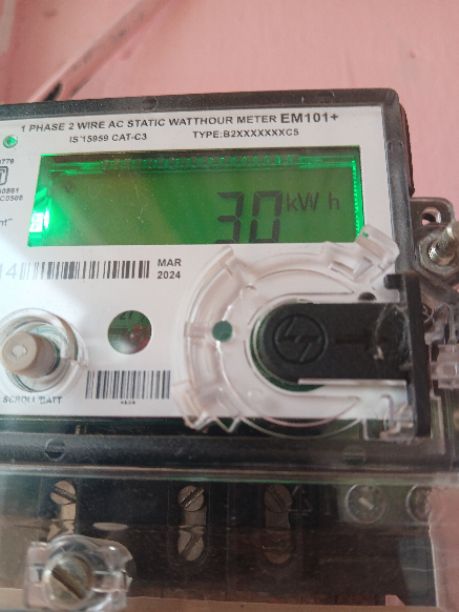 1 PHASE 2 WIRE AC STATIC WATTHOUR METER EM101+
IS 15959 CAT-C3 TYPE:B2XXXXXXXC5
30 kWh
14
MAR
2024
SCROLL/BATT